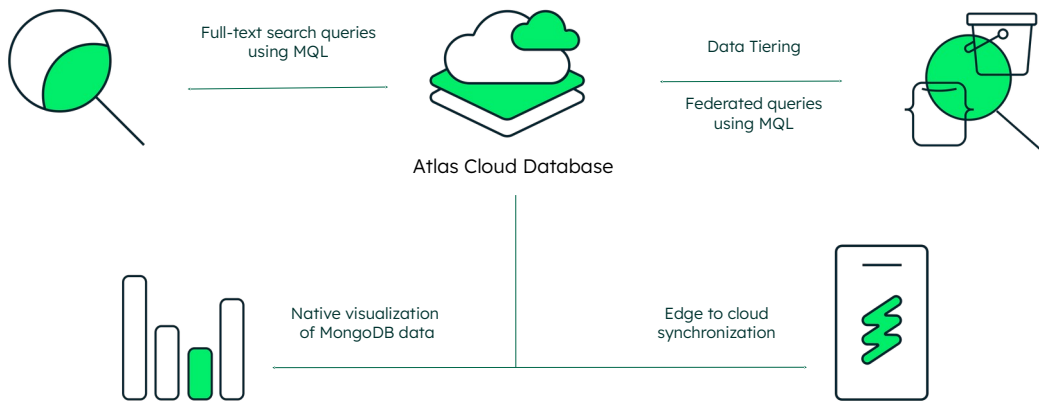 Full-text search queries
using MQL
Data Tiering
Federated queries
using MQL
Atlas Cloud Database
Native visualization
of MongoDB data
Edge to cloud
synchronization